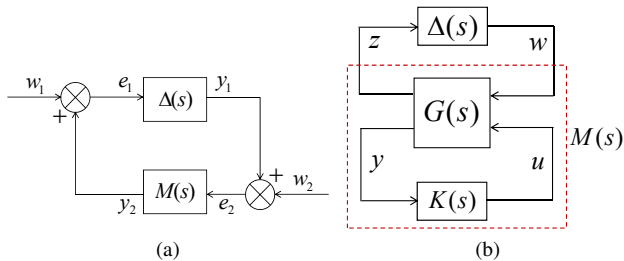 w₁
+
e₁
Δ(s)
y₁
y₂
M(s)
e₂
+
w₂
(a)
z
Δ(s)
w
G(s)
M(s)
y
u
K(s)
(b)